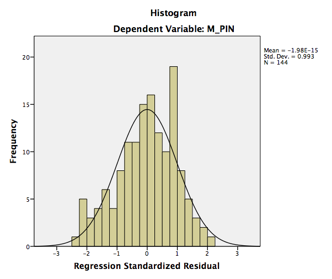 Histogram
Dependent Variable: M_PIN
Mean = -1.98E-15
Std. Dev. = 0.993
N = 144
20
15
10
5
0
Frequency
-3 -2 -1 0 1 2 3
Regression Standardized Residual